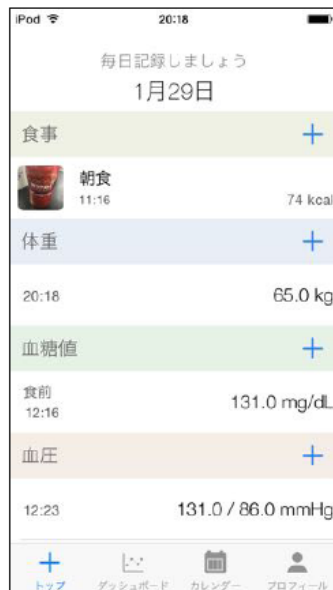 iPod 20:18
毎日記録しましょう
1月29日
食事
朝食
11:16 74 kcal
体重
20:18 65.0 kg
血糖値
食前
12:16 131.0 mg/dL
血圧
12:23 131.0 / 86.0 mmHg
トップ ダッシュボード カレンダー プロフィール